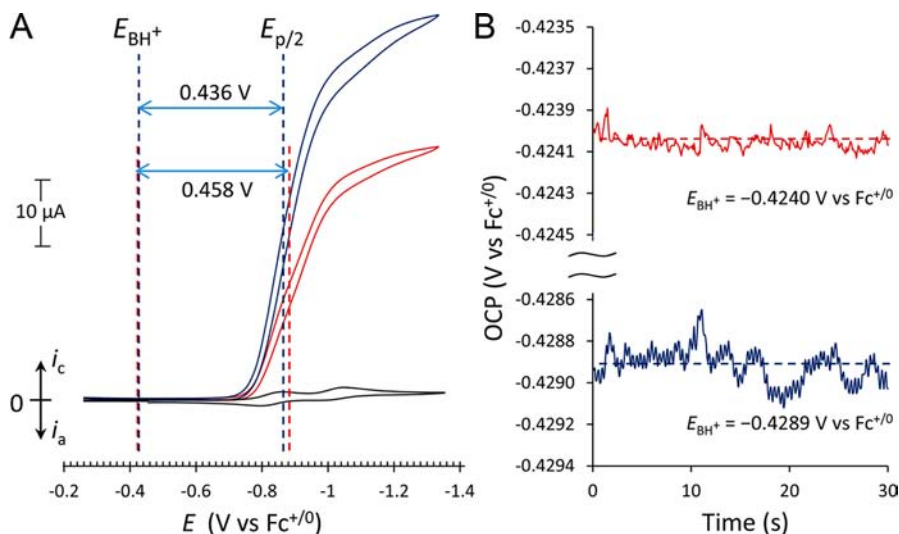 A
E_BH⁺
E_p/2
0.436 V
0.458 V
10 µA
i_c
0
i_a
-0.2
-0.4
-0.6
-0.8
-1
-1.2
-1.4
E (V vs Fc⁺/⁰)
B
-0.4235
-0.4237
-0.4239
-0.4241
-0.4243
-0.4245
E_BH⁺ = −0.4240 V vs Fc⁺/⁰
OCP (V vs Fc⁺/⁰)
-0.4286
-0.4288
-0.4290
-0.4292
-0.4294
E_BH⁺ = −0.4289 V vs Fc⁺/⁰
0
10
20
30
Time (s)